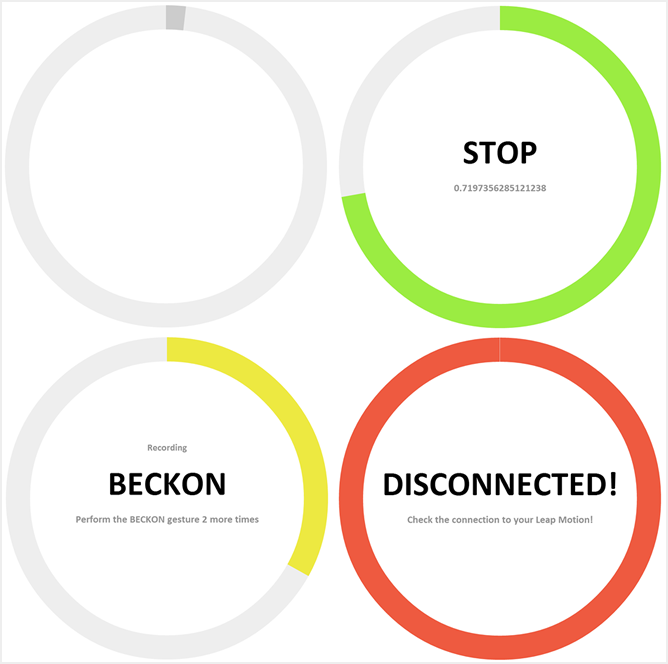 STOP
0.7197356285121238
Recording
BECKON
Perform the BECKON gesture 2 more times
DISCONNECTED!
Check the connection to your Leap Motion!